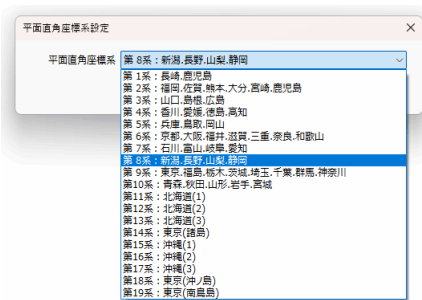 平面直角座標系設定
平面直角座標系 第 8系：新潟.長野.山梨.静岡
第 1系：長崎.鹿児島
第 2系：福岡.佐賀.熊本.大分.宮崎.鹿児島
第 3系：山口.島根.広島
第 4系：香川.愛媛.徳島.高知
第 5系：兵庫.鳥取.岡山
第 6系：京都.大阪.福井.滋賀.三重.奈良.和歌山
第 7系：石川.富山.岐阜.愛知
第 8系：新潟.長野.山梨.静岡
第 9系：東京.福島.栃木.茨城.埼玉.千葉.群馬.神奈川
第10系：青森.秋田.山形.岩手.宮城
第11系：北海道(1)
第12系：北海道(2)
第13系：北海道(3)
第14系：東京(諸島)
第15系：沖縄(1)
第16系：沖縄(2)
第17系：沖縄(3)
第18系：東京(沖ノ島)
第19系：東京(南鳥島)